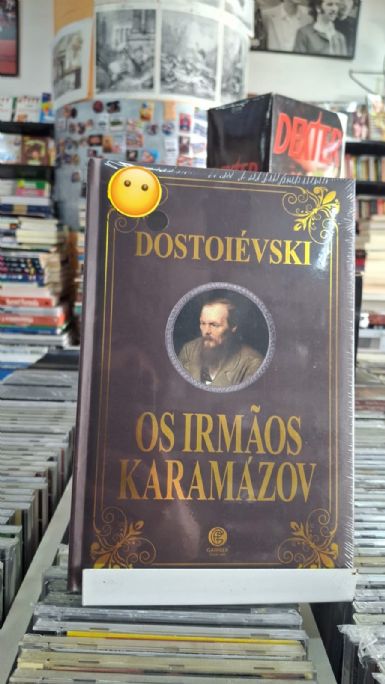 DEXTER
DOSTOIÉVSKI
OS IRMÃOS
KARAMÁZOV
GARNIER